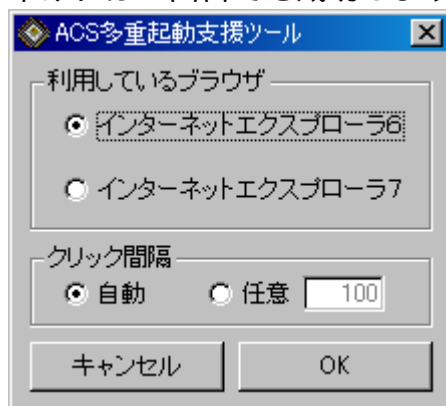 ACS多重起動支援ツール
利用しているブラウザ
インターネットエクスプローラ6
インターネットエクスプローラ7
クリック間隔
自動 任意 100
キャンセル OK